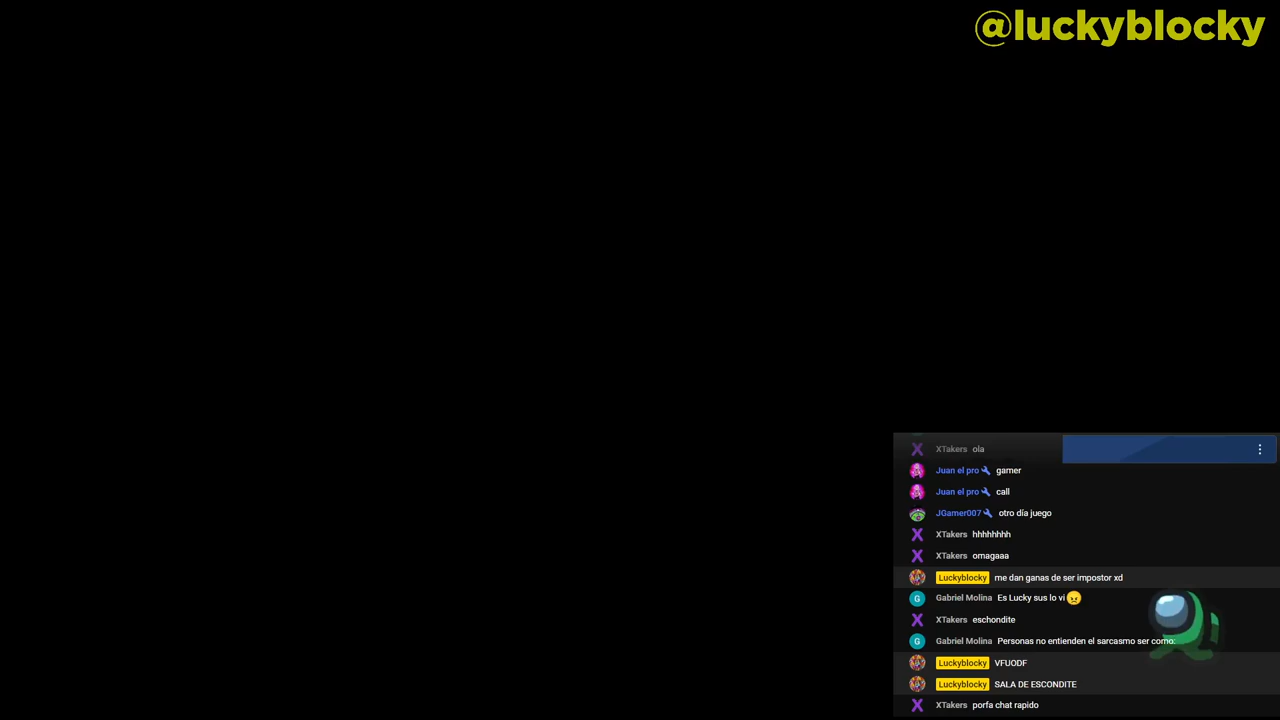 @luckyblocky
XTakers ola
Juan el pro gamer
Juan el pro call
JGamer007 otro día juego
XTakers hhhhhhhh
XTakers omagaaa
Luckyblocky me dan ganas de ser impostor xd
G Gabriel Molina Es Lucky sus lo vi😠
XTakers eschondite
G Gabriel Molina Personas no entienden el sarcasmo ser como:
Luckyblocky VFUODF
Luckyblocky SALA DE ESCONDITE
XTakers porfa chat rapido